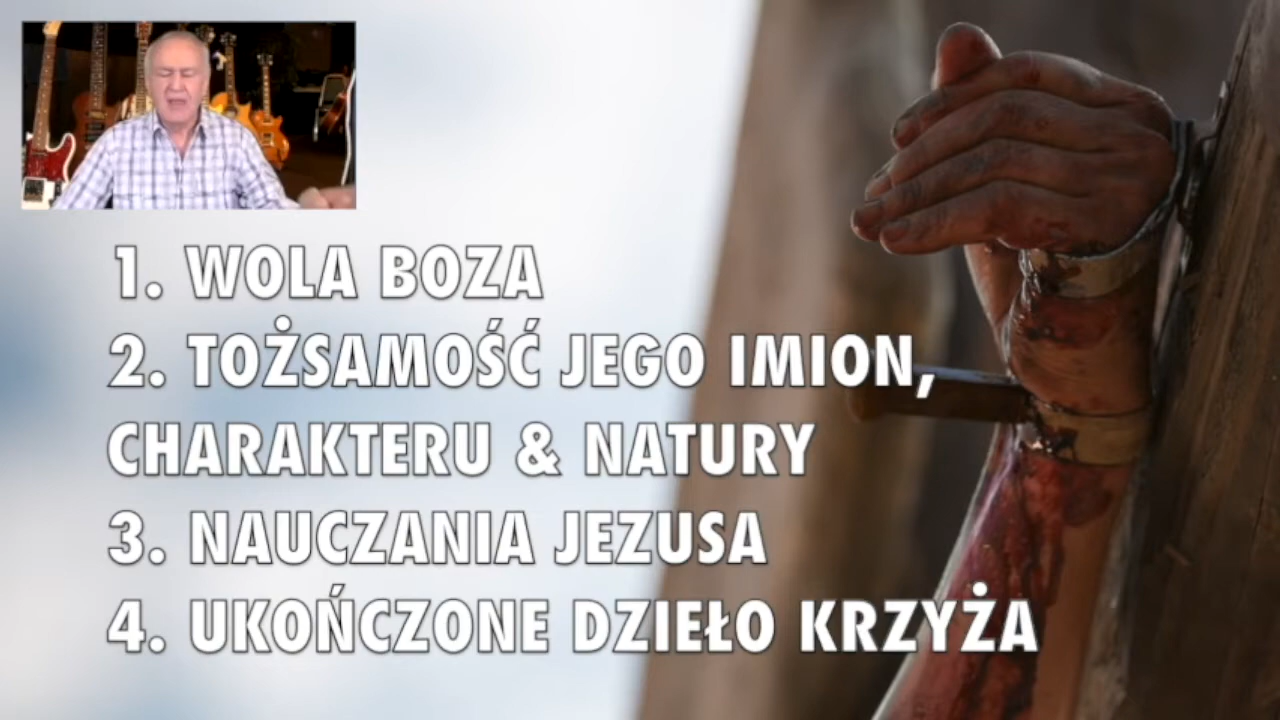 1. WOLA BOZA
2. TOŻSAMOŚĆ JEGO IMION,
CHARAKTERU & NATURY
3. NAUCZANIA JEZUSA
4. UKOŃCZONE DZIEŁO KRZYŻA